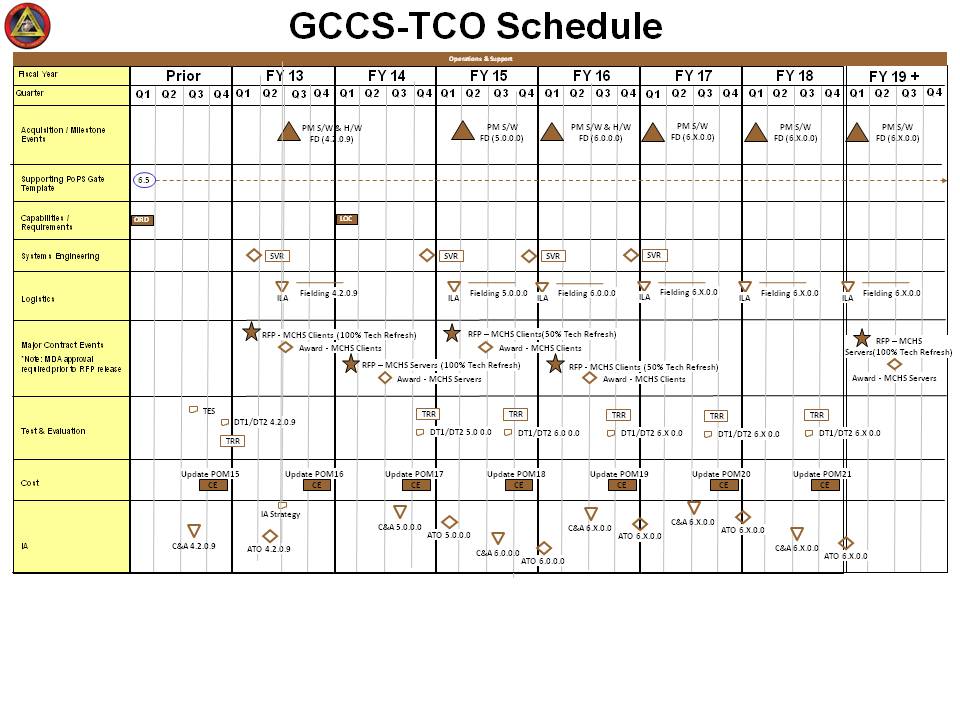 GCCS-TCO Schedule
Operations & Support
Fiscal Year Prior FY 13 FY 14 FY 15 FY 16 FY 17 FY 18 FY 19 +
Quarter Q1 Q2 Q3 Q4 Q1 Q2 Q3 Q4 Q1 Q2 Q3 Q4 Q1 Q2 Q3 Q4 Q1 Q2 Q3 Q4 Q1 Q2 Q3 Q4 Q1 Q2 Q3 Q4 Q1 Q2 Q3 Q4
Acquisition / Milestone
Events
PM S/W & H/W
FD (4.2.0.9)
PM S/W
FD (5.0.0.0)
PM S/W & H/W
FD (6.0.0.0)
PM S/W
FD (6.X.0.0)
PM S/W
FD (6.X.0.0)
PM S/W
FD (6.X.0.0)
Supporting PoPS Gate
Template
6.5
Capabilities /
Requirements
ORD LOC
Systems Engineering SVR SVR SVR SVR
Logistics
ILA Fielding 4.2.0.9
ILA Fielding 5.0.0.0
ILA Fielding 6.0.0.0
ILA Fielding 6.X.0.0
ILA Fielding 6.X.0.0
ILA Fielding 6.X.0.0
Major Contract Events
*Note: MDA approval
required prior to RFP release
RFP - MCHS Clients (100% Tech Refresh)
Award - MCHS Clients
RFP – MCHS Servers (100% Tech Refresh)
Award - MCHS Servers
RFP – MCHS Clients(50% Tech Refresh)
Award - MCHS Clients
RFP - MCHS Clients (50% Tech Refresh)
Award - MCHS Clients
RFP – MCHS
Servers(100% Tech Refresh)
Award - MCHS Servers
Test & Evaluation
TES
DT1/DT2 4.2.0.9
TRR
TRR
DT1/DT2 5.0 0.0
TRR
DT1/DT2 6.0 0.0
TRR
DT1/DT2 6.X 0.0
TRR
DT1/DT2 6.X 0.0
TRR
DT1/DT2 6.X 0.0
Cost
Update POM15 Update POM16 Update POM17 Update POM18 Update POM19 Update POM20 Update POM21
CE CE CE CE CE CE CE
IA
C&A 4.2.0.9
IA Strategy
ATO 4.2.0.9
C&A 5.0.0.0
ATO 5.0.0.0
C&A 6.0.0.0
ATO 6.0.0.0
C&A 6.X.0.0
ATO 6.X.0.0
C&A 6.X.0.0
ATO 6.X.0.0
C&A 6.X.0.0
ATO 6.X.0.0